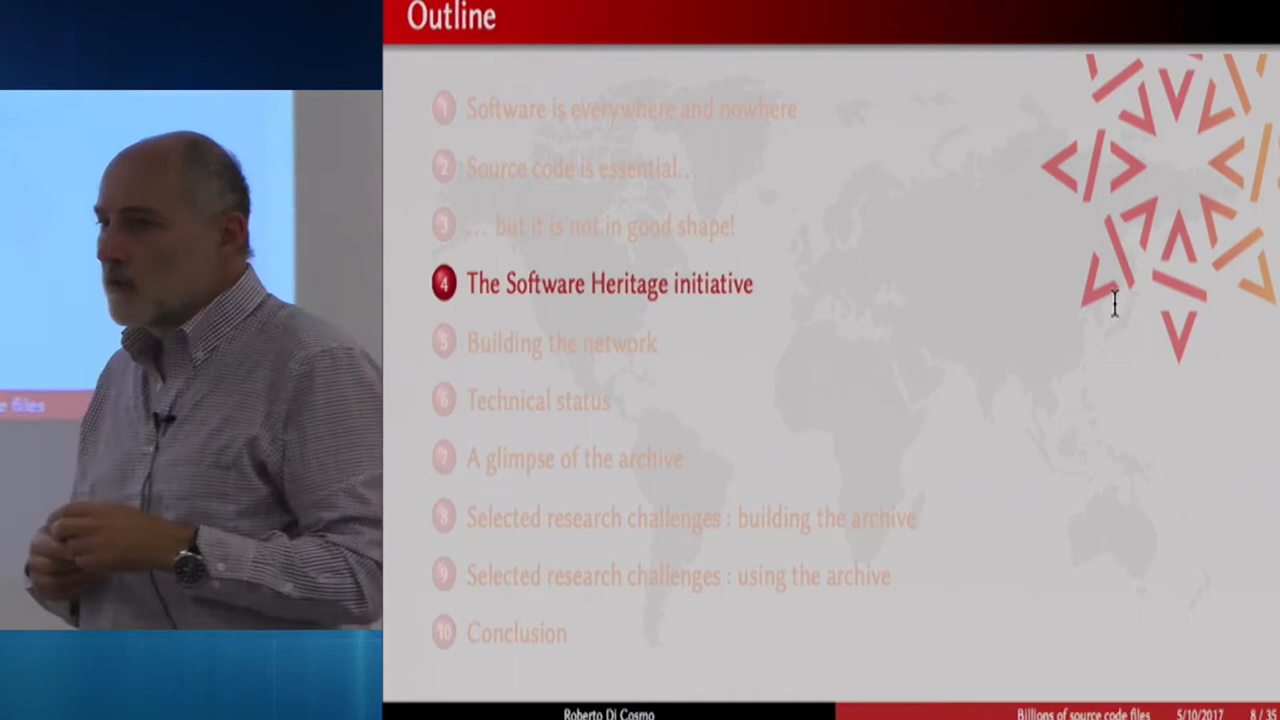 Outline
1 Software is everywhere and nowhere
2 Source code is essential…
3 … but it is not in good shape!
4 The Software Heritage initiative
5 Building the network
6 Technical status
7 A glimpse of the archive
8 Selected research challenges : building the archive
9 Selected research challenges : using the archive
10 Conclusion
e files
Roberto Di Cosmo
Billions of source code files 5/10/2017 8 / 35